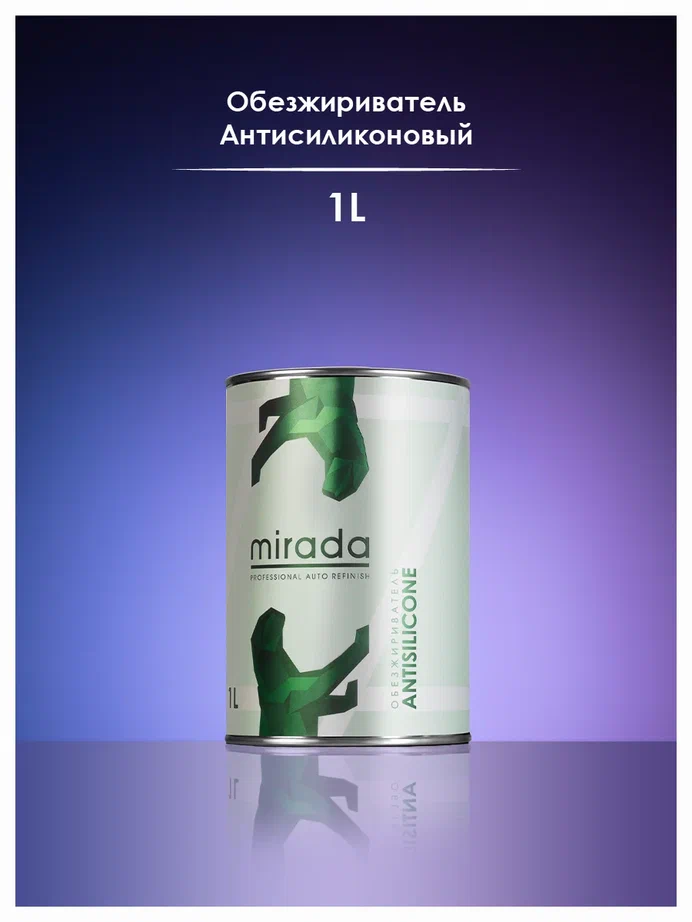 Обезжириватель
Антисиликоновый
1L
mirada
PROFESSIONAL AUTO REFINISH
ОБЕЗЖИРИВАТЕЛЬ
ANTISILICONE
1L